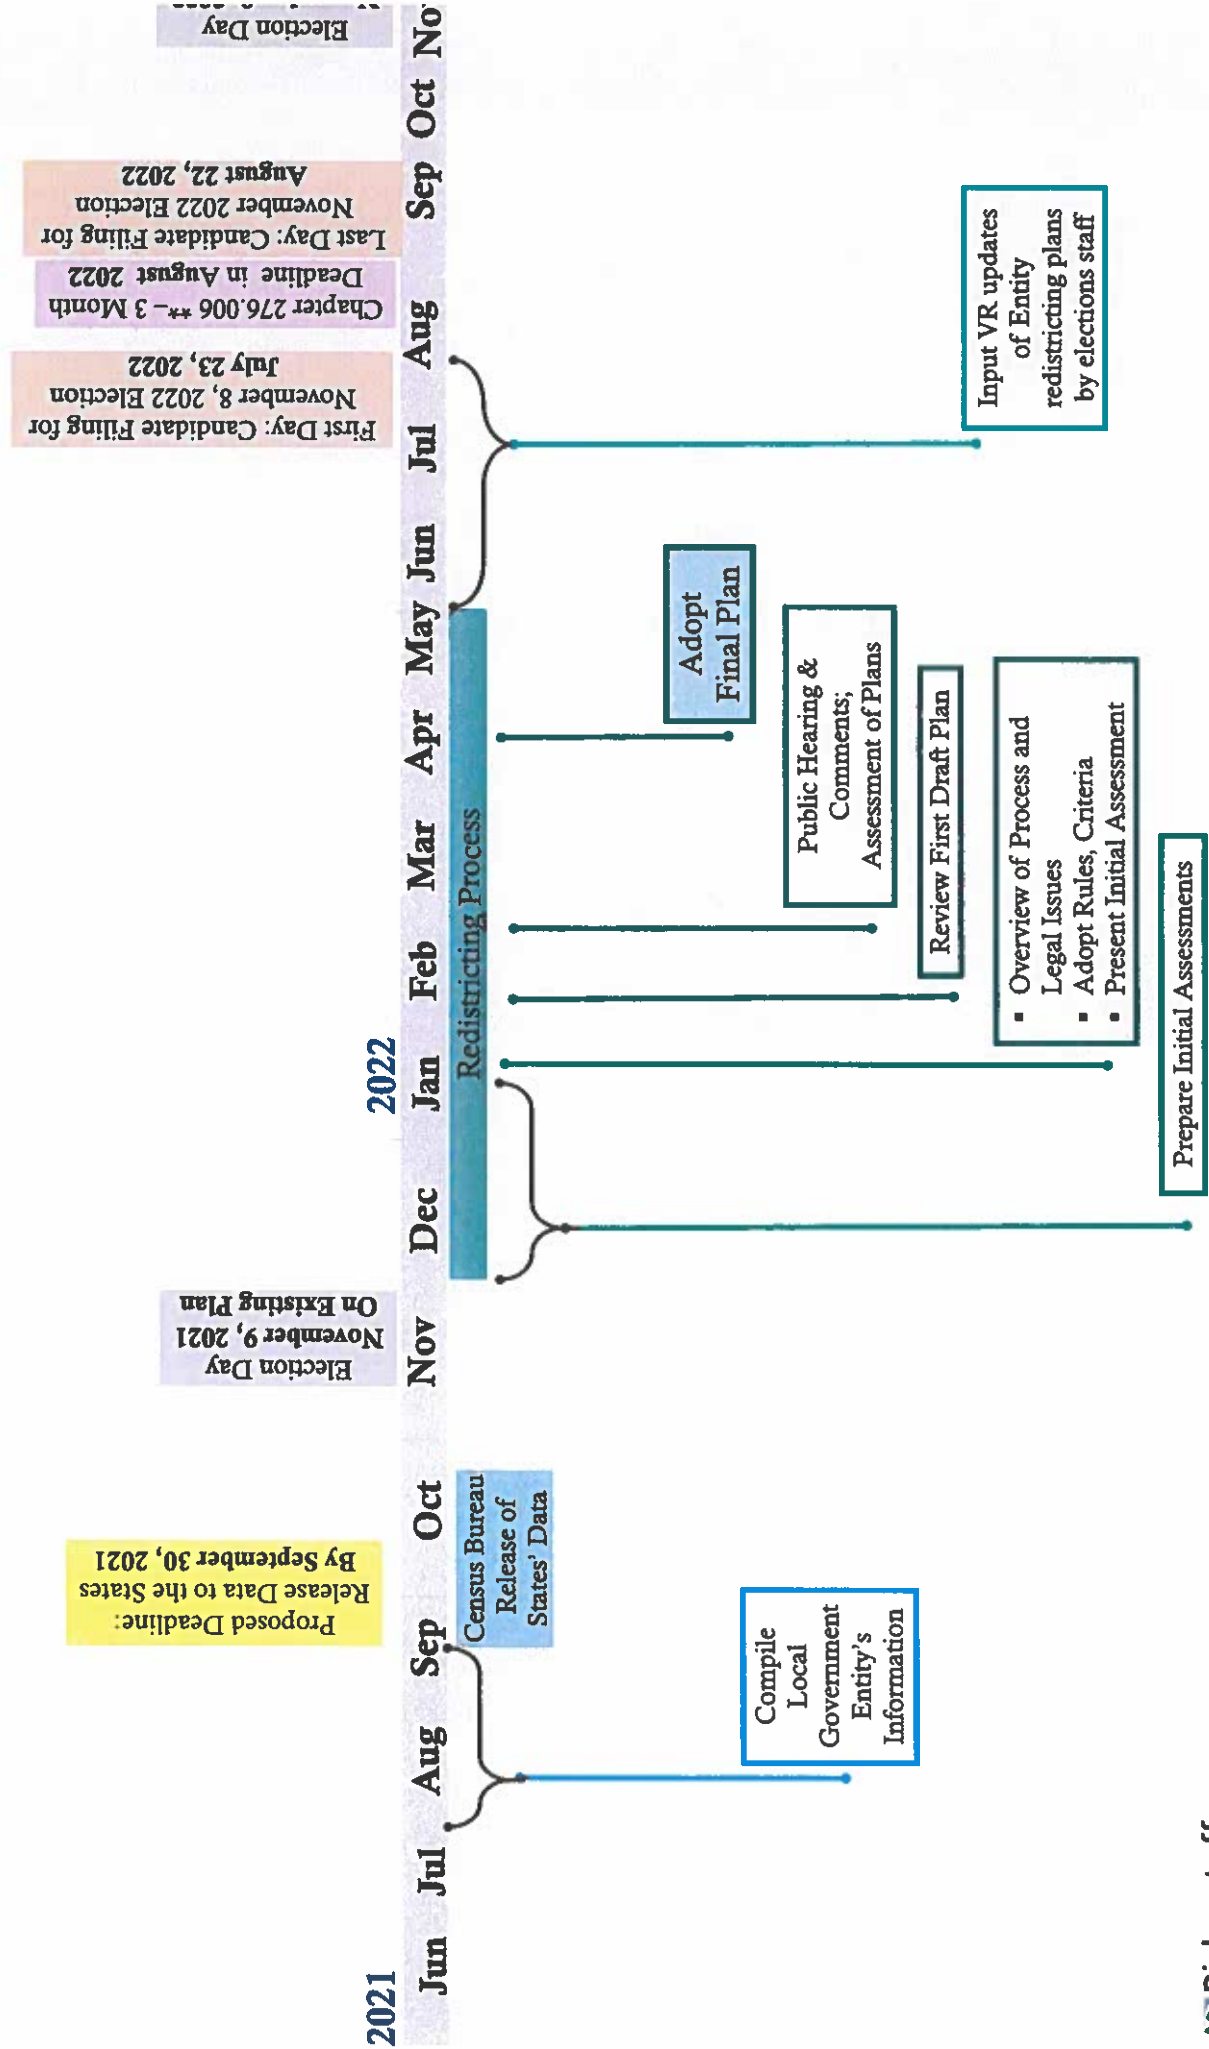 2021
2022
Jun
Jul
Aug
Sep
Oct
Nov
Dec
Jan
Feb
Mar
Apr
May
Jun
Jul
Aug
Sep
Oct
No
Proposed Deadline:
Release Data to the States
By September 30, 2021
Election Day
November 9, 2021
On Existing Plan
First Day: Candidate Filing for
November 8, 2022 Election
July 23, 2022
Chapter 276.006 **– 3 Month
Deadline in August 2022
Last Day: Candidate Filing for
November 2022 Election
August 22, 2022
Election Day
Census Bureau
Release of
States' Data
Redistricting Process
Compile
Local
Government
Entity's
Information
Prepare Initial Assessments
▪ Overview of Process and
Legal Issues
▪ Adopt Rules, Criteria
▪ Present Initial Assessment
Review First Draft Plan
Public Hearing &
Comments;
Assessment of Plans
Adopt
Final Plan
Input VR updates
of Entity
redistricting plans
by elections staff